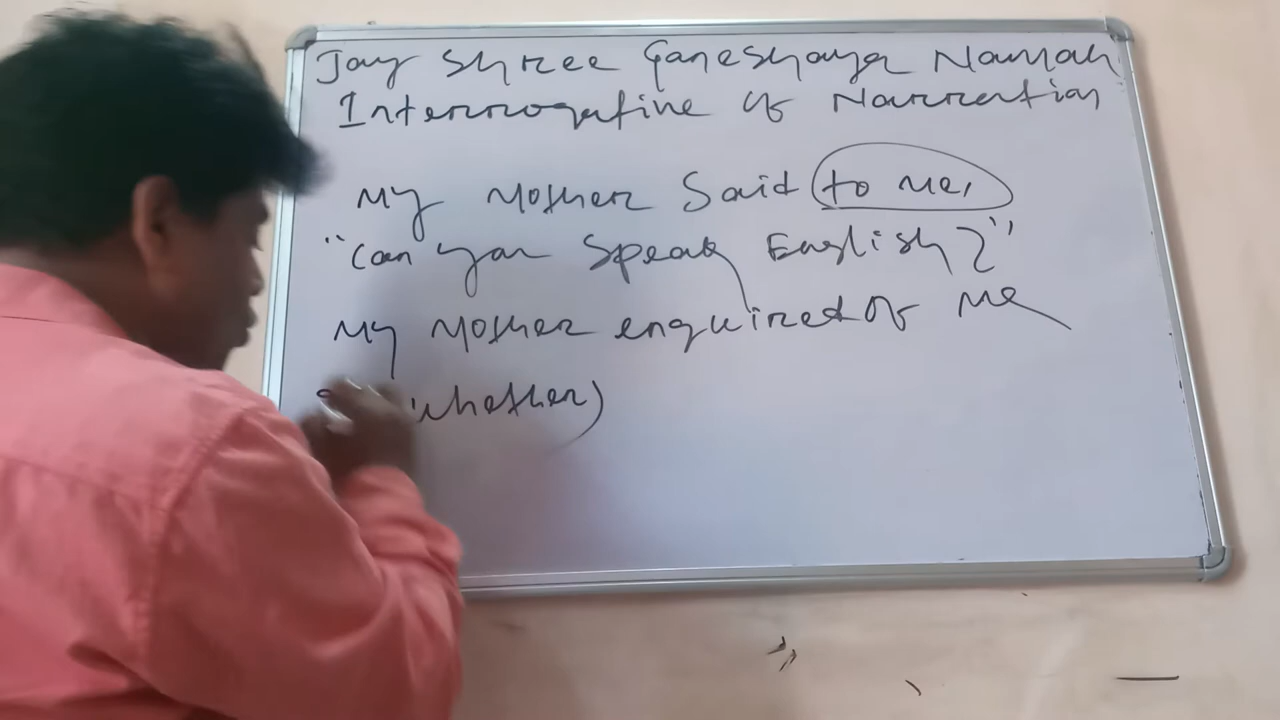 Jay Shree Ganeshaya Namah
Interrogative of Narration
My Mother Said to me,
"Can you Speak English?"
My Mother enquired of Me
whether)